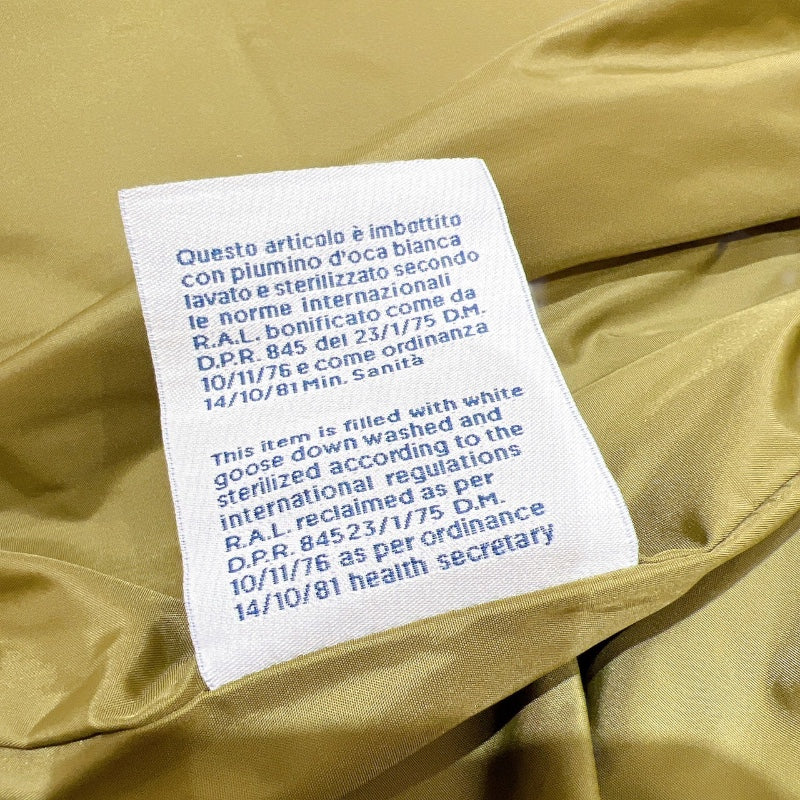 Questo articolo è imbottito
con piumino d'oca bianca
lavato e sterilizzato secondo
le norme internazionali
R.A.L. bonificato come da
D.P.R. 845 del 23/1/75 D.M.
10/11/76 e come ordinanza
14/10/81 Min. Sanità
This item is filled with white
goose down washed and
sterilized according to the
international regulations
R.A.L. reclaimed as per
D.P.R. 845 23/1/75 D.M.
10/11/76 as per ordinance
14/10/81 health secretary